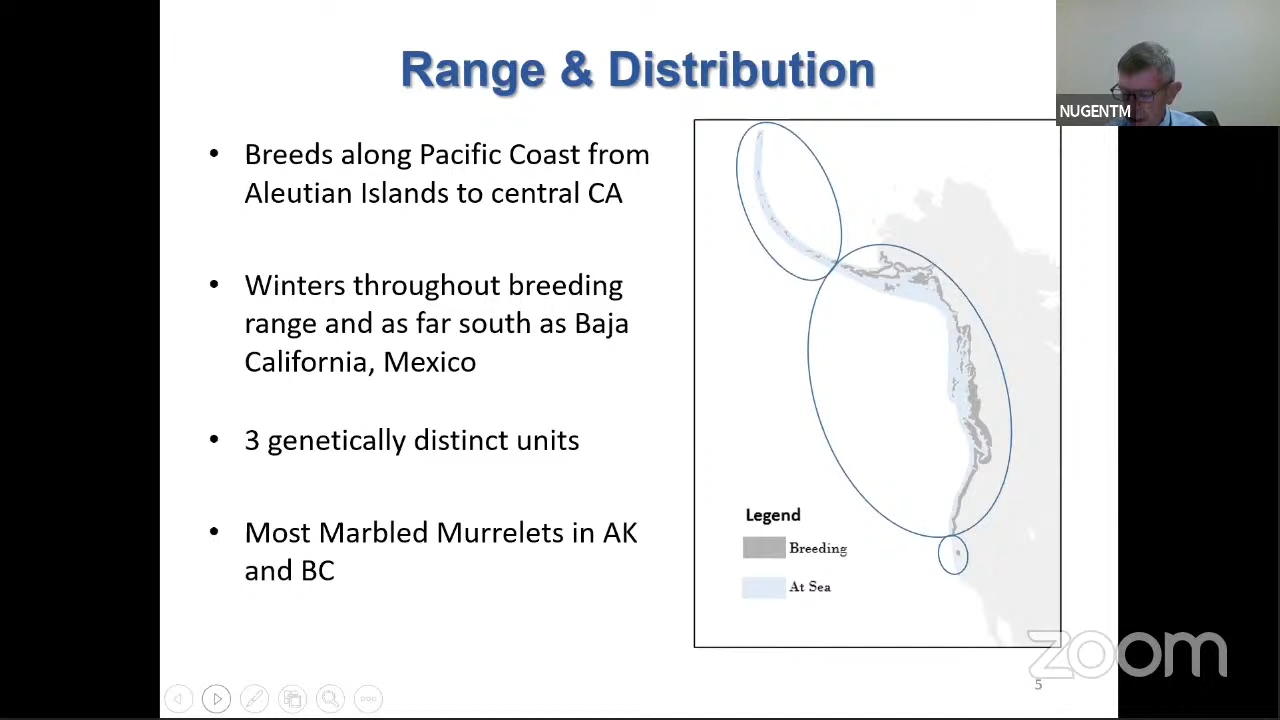 Range & Distribution
NUGENTM
• Breeds along Pacific Coast from
Aleutian Islands to central CA
• Winters throughout breeding
range and as far south as Baja
California, Mexico
• 3 genetically distinct units
• Most Marbled Murrelets in AK
and BC
Legend
Breeding
At Sea
zoom
5